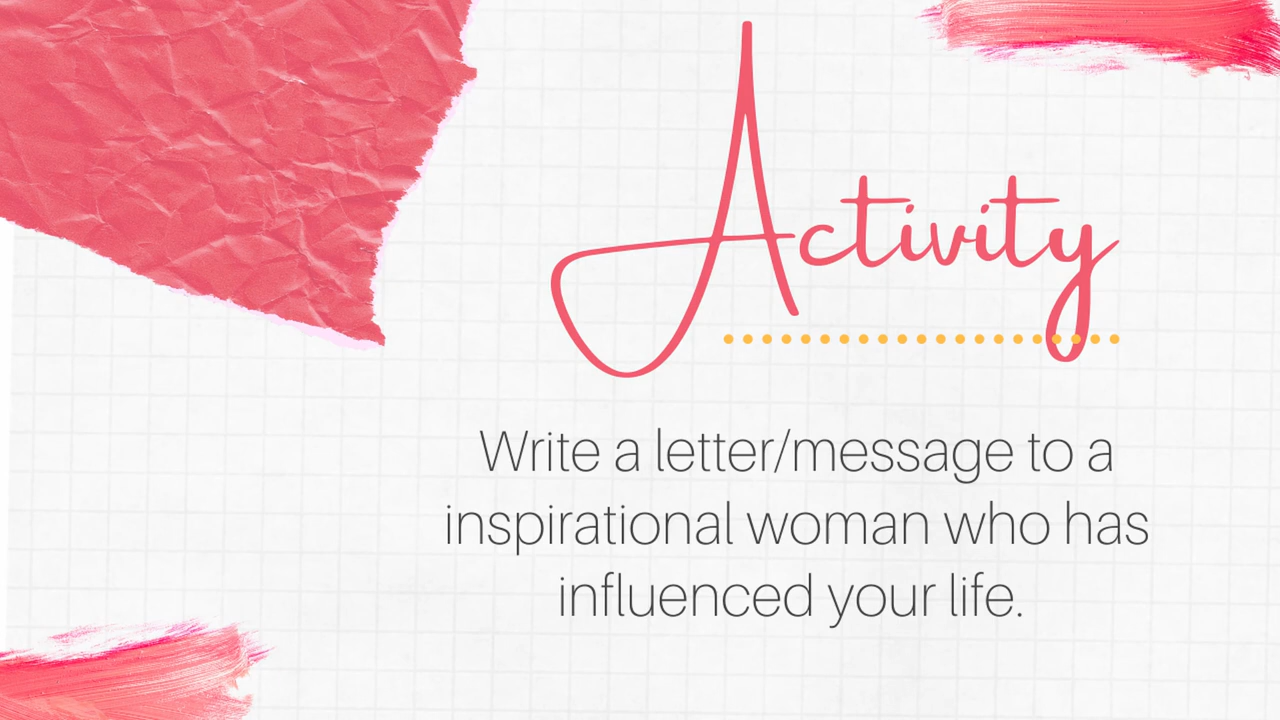 Activity
Write a letter/message to a
inspirational woman who has
influenced your life.